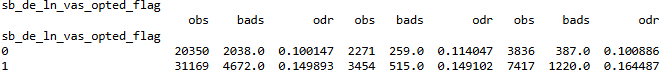 sb_de_ln_vas_opted_flag
obs bads odr obs bads odr obs bads odr
sb_de_ln_vas_opted_flag
0 20350 2038.0 0.100147 2271 259.0 0.114047 3836 387.0 0.100886
1 31169 4672.0 0.149893 3454 515.0 0.149102 7417 1220.0 0.164487